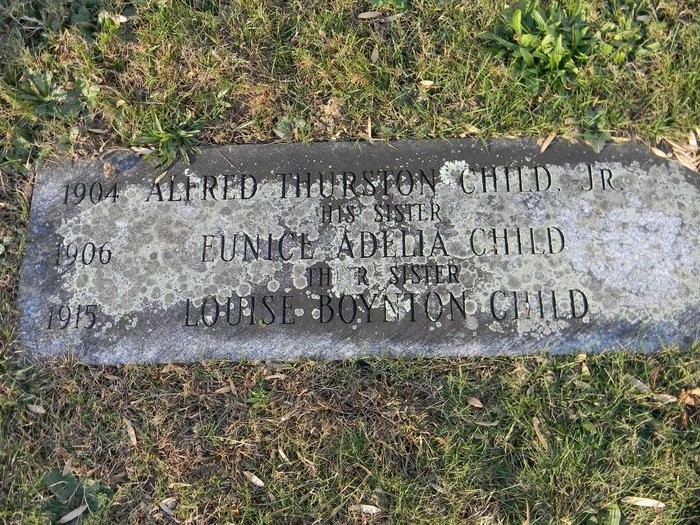 1904 ALFRED THURSTON CHILD, JR.
HIS SISTER
1906 EUNICE ADELIA CHILD
THEIR SISTER
1915 LOUISE BOYNTON CHILD